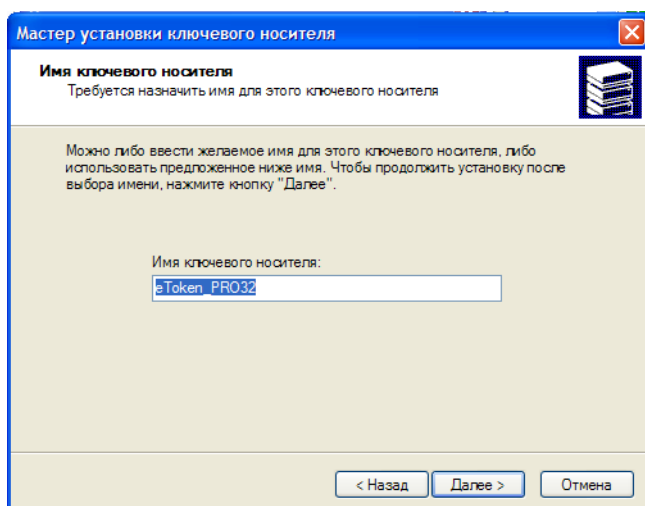 Мастер установки ключевого носителя
Имя ключевого носителя
Требуется назначить имя для этого ключевого носителя
Можно либо ввести желаемое имя для этого ключевого носителя, либо
использовать предложенное ниже имя. Чтобы продолжить установку после
выбора имени, нажмите кнопку "Далее".
Имя ключевого носителя:
eToken_PRO32
< Назад Далее > Отмена